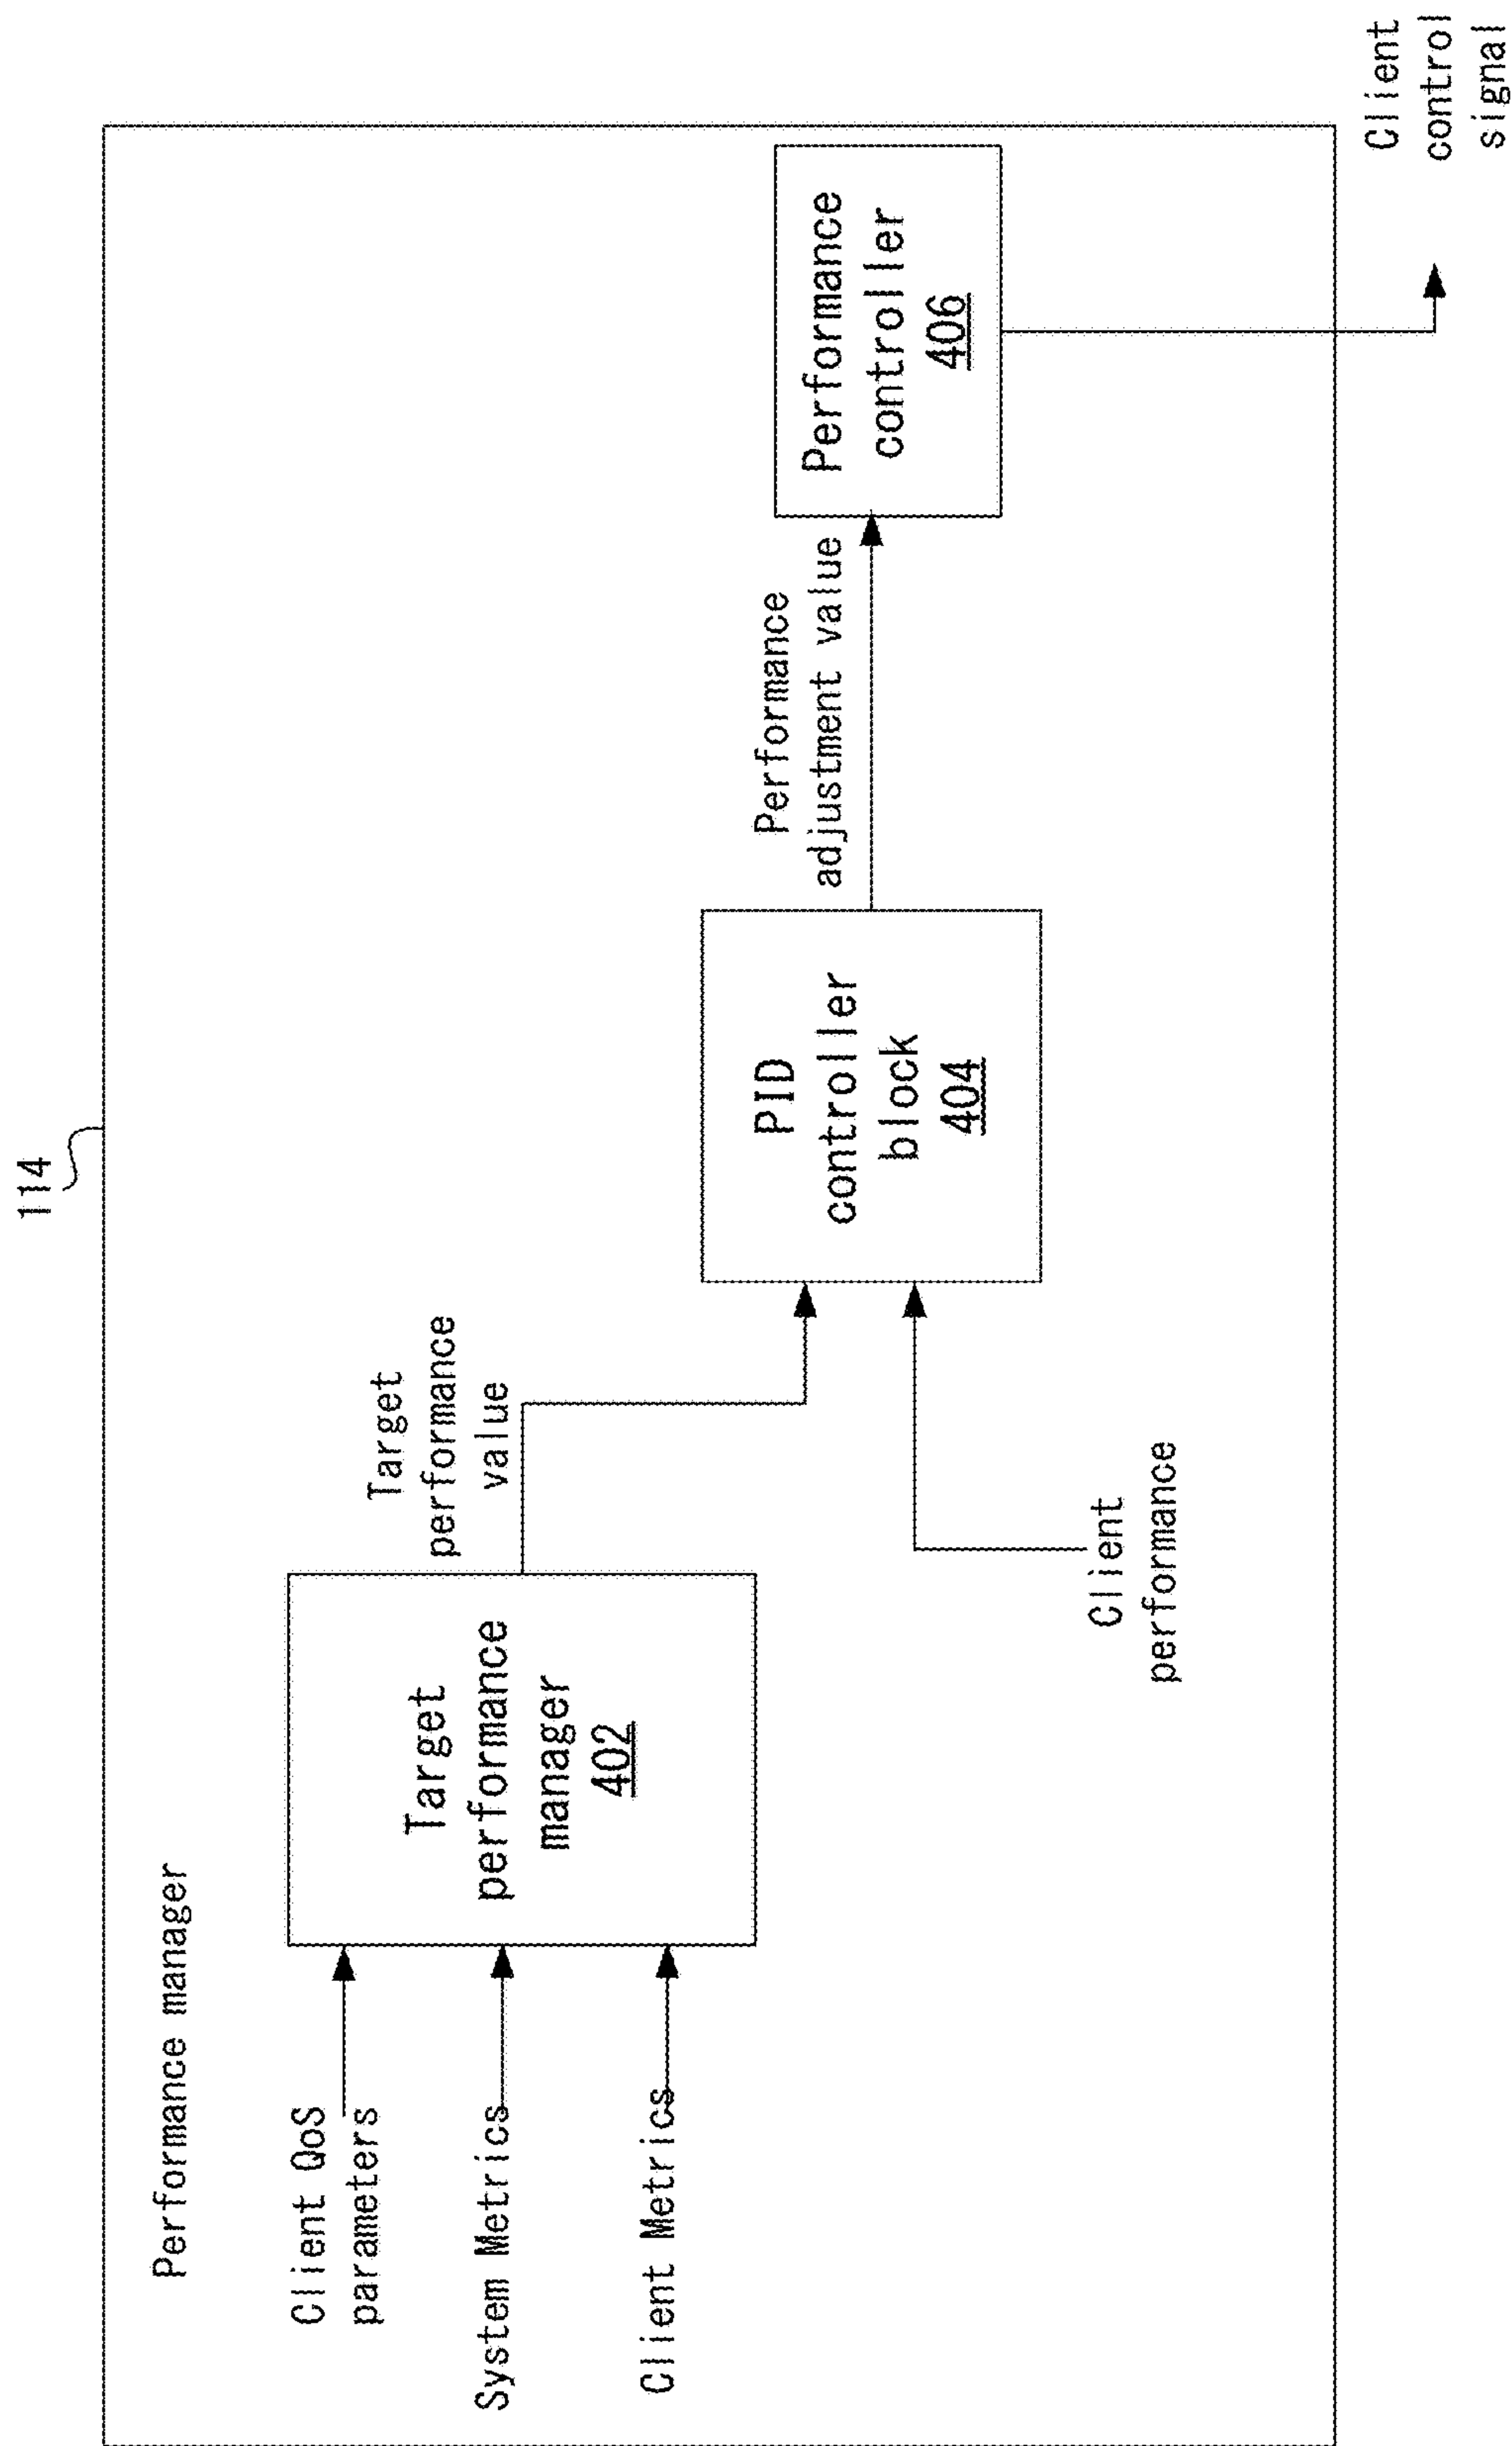 114
Performance manager
Client QoS
parameters
System Metrics
Client Metrics
Target
performance
manager
402
Target
performance
value
Client
performance
PID
controller
block
404
Performance
adjustment value
Performance
controller
406
Client
control
signal